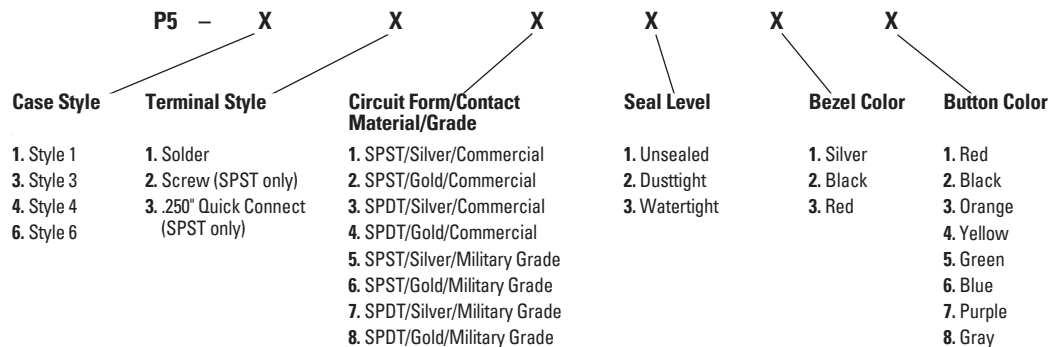 P5 – X X X X X X
Case Style
1. Style 1
3. Style 3
4. Style 4
6. Style 6
Terminal Style
1. Solder
2. Screw (SPST only)
3. .250" Quick Connect
(SPST only)
Circuit Form/Contact
Material/Grade
1. SPST/Silver/Commercial
2. SPST/Gold/Commercial
3. SPDT/Silver/Commercial
4. SPDT/Gold/Commercial
5. SPST/Silver/Military Grade
6. SPST/Gold/Military Grade
7. SPDT/Silver/Military Grade
8. SPDT/Gold/Military Grade
Seal Level
1. Unsealed
2. Dusttight
3. Watertight
Bezel Color
1. Silver
2. Black
3. Red
Button Color
1. Red
2. Black
3. Orange
4. Yellow
5. Green
6. Blue
7. Purple
8. Gray